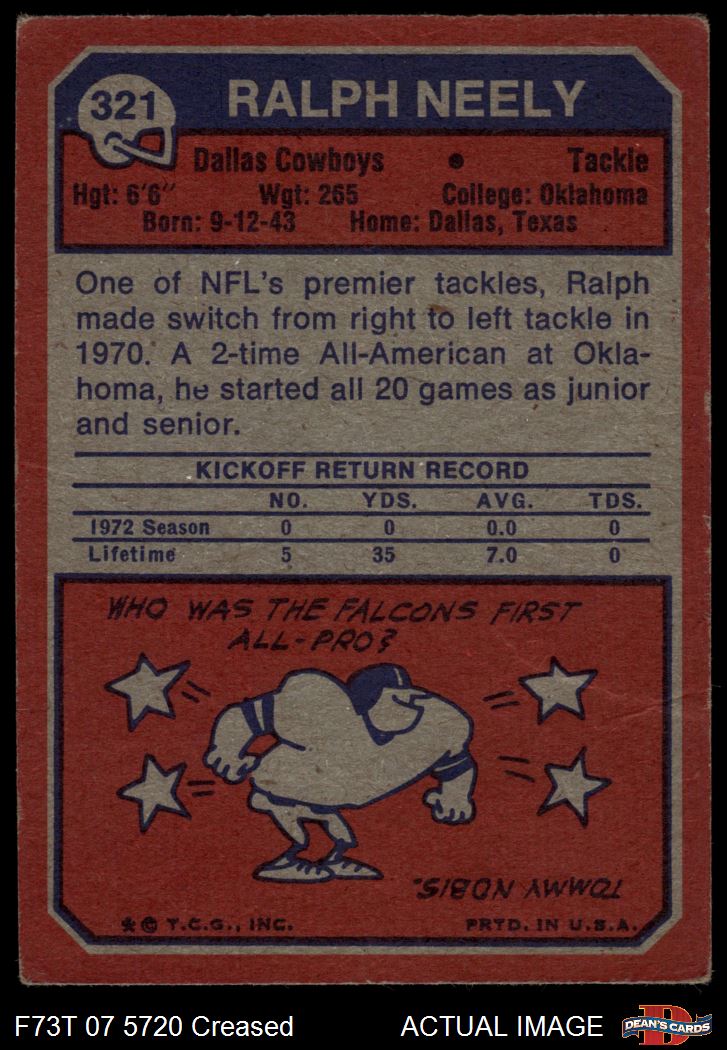 321
RALPH NEELY
Dallas Cowboys • Tackle
Hgt: 6'6" Wgt: 265 College: Oklahoma
Born: 9-12-43 Home: Dallas, Texas
One of NFL's premier tackles, Ralph
made switch from right to left tackle in
1970. A 2-time All-American at Okla-
homa, he started all 20 games as junior
and senior.
KICKOFF RETURN RECORD
NO. YDS. AVG. TDS.
1972 Season 0 0 0.0 0
Lifetime 5 35 7.0 0
WHO WAS THE FALCONS FIRST
ALL-PRO?
TOMMY NOBIS.
* © T.C.G., INC. PRTD. IN U.S.A.
F73T 07 5720 Creased ACTUAL IMAGE
D
DEAN'S CARDS